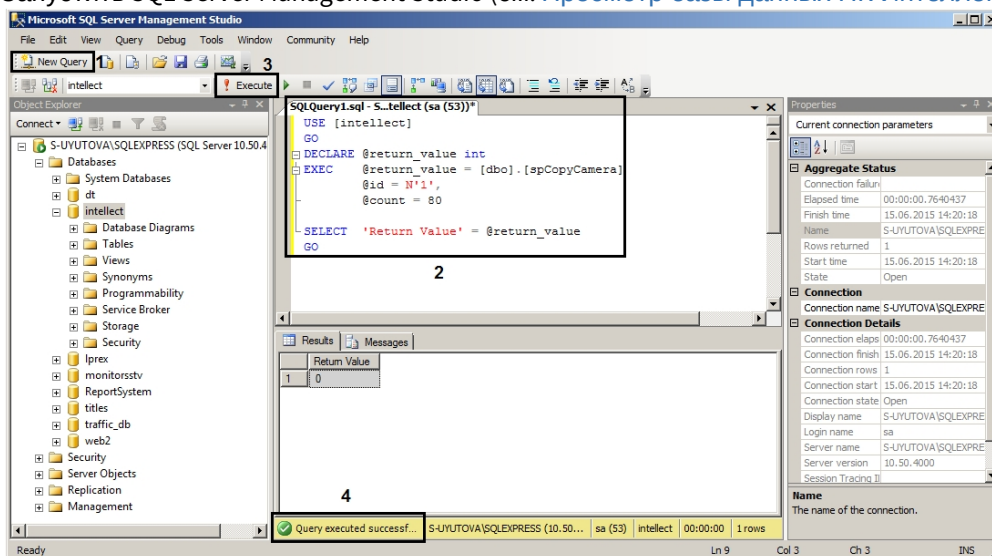 SQL Server Management Studio
Microsoft SQL Server Management Studio
File Edit View Query Debug Tools Window Community Help
New Query 1
3
intellect
Execute
Object Explorer
Connect
S-UYUTOVA\SQLEXPRESS (SQL Server 10.50.4
Databases
System Databases
dt
intellect
Database Diagrams
Tables
Views
Synonyms
Programmability
Service Broker
Storage
Security
lprex
monitorsstv
ReportSystem
titles
traffic_db
web2
Security
Server Objects
Replication
Management
SQLQuery1.sql - S...tellect (sa (53))*
USE [intellect]
GO
DECLARE @return_value int
EXEC @return_value = [dbo].[spCopyCamera]
@id = N'1',
@count = 80
SELECT 'Return Value' = @return_value
GO
2
Results Messages
Return Value
1 0
4
Query executed successf... S-UYUTOVA\SQLEXPRESS (10.50... sa (53) intellect 00:00:00 1 rows
Properties
Current connection parameters
Aggregate Status
Connection failure
Elapsed time 00:00:00.7640437
Finish time 15.06.2015 14:20:18
Name S-UYUTOVA\SQLEXPRE
Rows returned 1
Start time 15.06.2015 14:20:18
State Open
Connection
Connection name S-UYUTOVA\SQLEXPRE
Connection Details
Connection elaps 00:00:00.7640437
Connection finish 15.06.2015 14:20:18
Connection rows 1
Connection start 15.06.2015 14:20:18
Connection state Open
Display name S-UYUTOVA\SQLEXPRE
Login name sa
Server name S-UYUTOVA\SQLEXPRE
Server version 10.50.4000
Session Tracing II
Name
The name of the connection.
Ready Ln 9 Col 3 Ch 3 INS